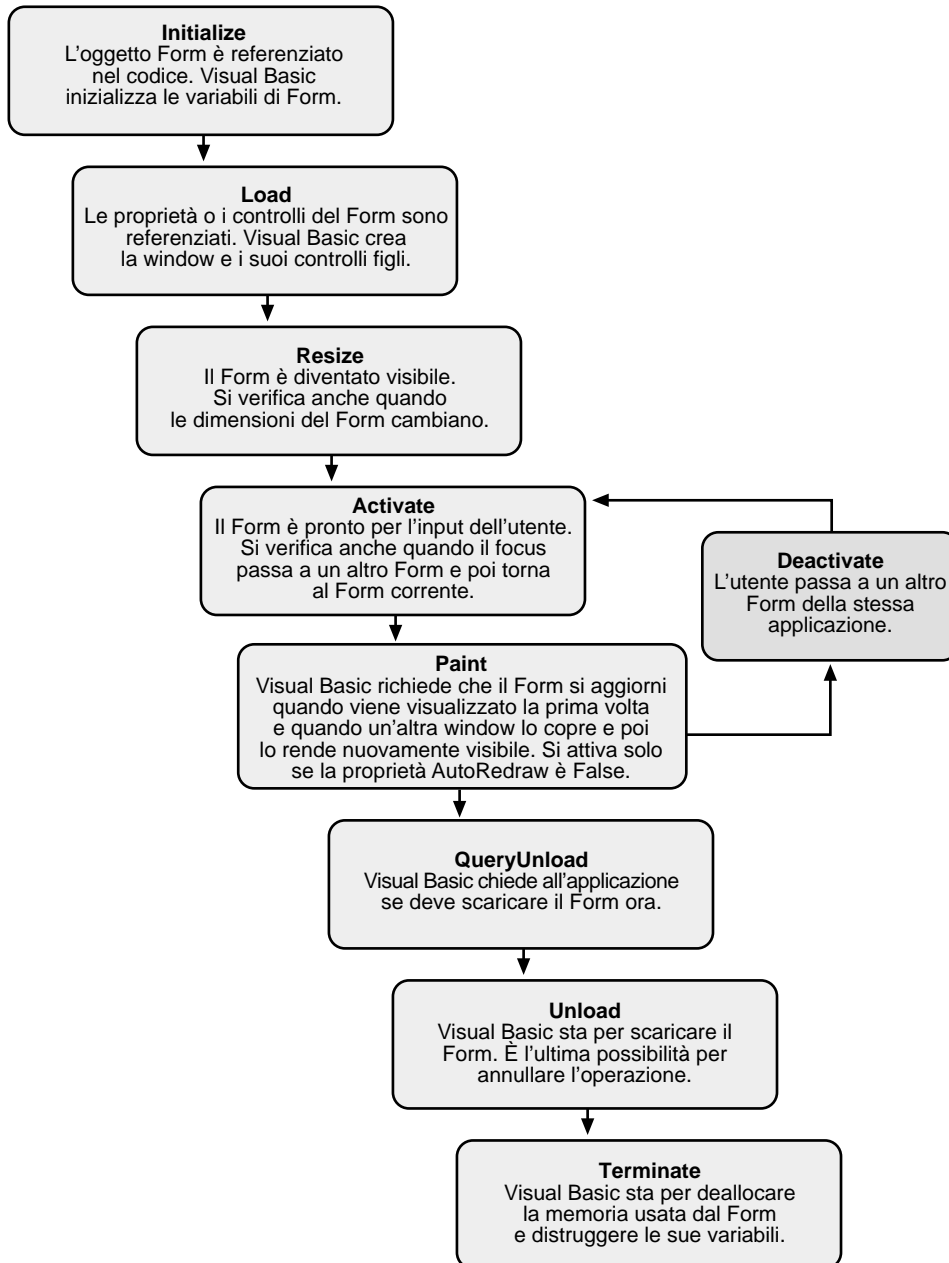 Initialize
L'oggetto Form è referenziato
nel codice. Visual Basic
inizializza le variabili di Form.
Load
Le proprietà o i controlli del Form sono
referenziati. Visual Basic crea
la window e i suoi controlli figli.
Resize
Il Form è diventato visibile.
Si verifica anche quando
le dimensioni del Form cambiano.
Activate
Il Form è pronto per l'input dell'utente.
Si verifica anche quando il focus
passa a un altro Form e poi torna
al Form corrente.
Deactivate
L'utente passa a un altro
Form della stessa
applicazione.
Paint
Visual Basic richiede che il Form si aggiorni
quando viene visualizzato la prima volta
e quando un'altra window lo copre e poi
lo rende nuovamente visibile. Si attiva solo
se la proprietà AutoRedraw è False.
QueryUnload
Visual Basic chiede all'applicazione
se deve scaricare il Form ora.
Unload
Visual Basic sta per scaricare il
Form. È l'ultima possibilità per
annullare l'operazione.
Terminate
Visual Basic sta per deallocare
la memoria usata dal Form
e distruggere le sue variabili.